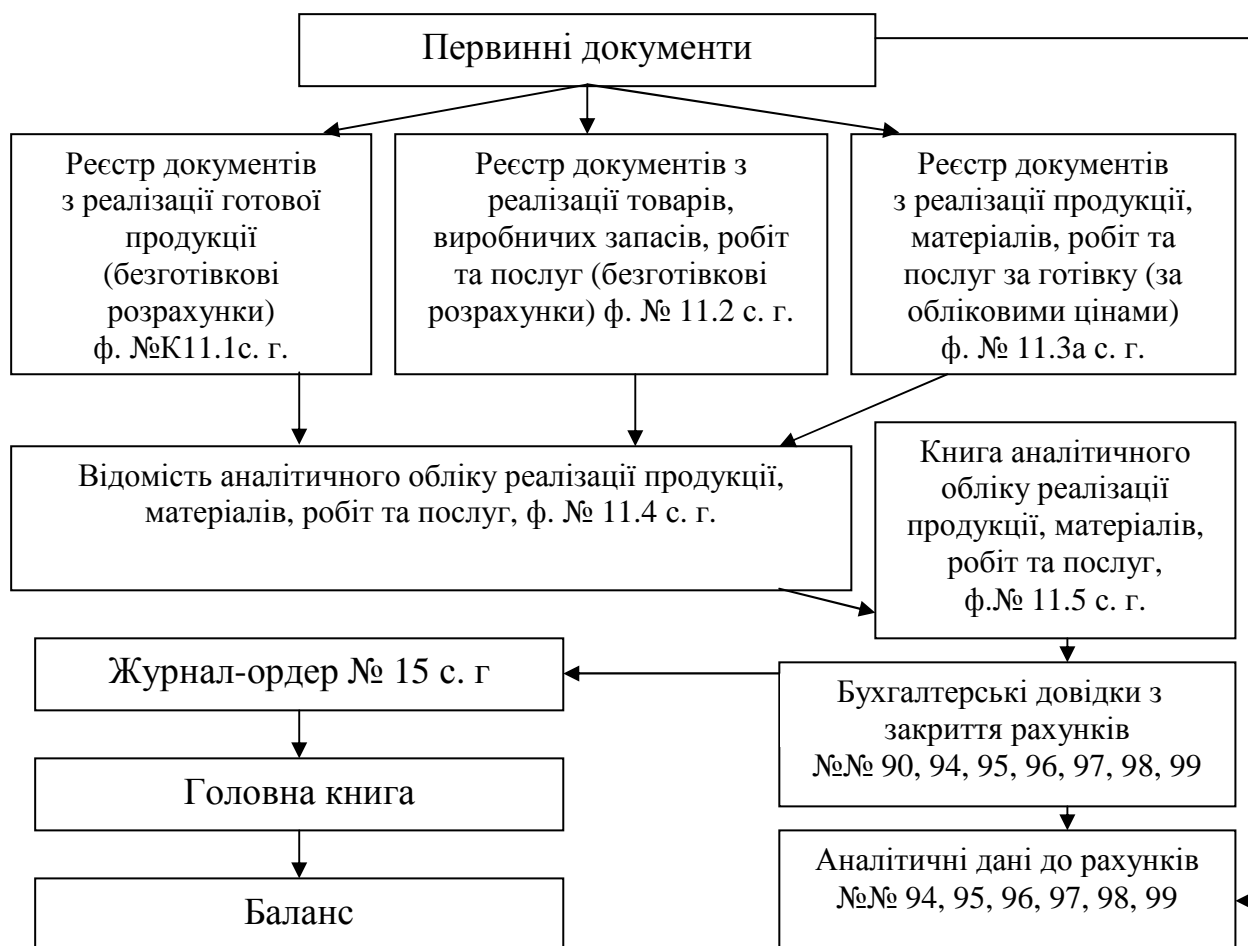 Первинні документи
Реєстр документів
з реалізації готової
продукції
(безготівкові
розрахунки)
ф. №К11.1с. г.
Реєстр документів з
реалізації товарів,
виробничих запасів, робіт
та послуг (безготівкові
розрахунки) ф. № 11.2 с. г.
Реєстр документів
з реалізації продукції,
матеріалів, робіт та
послуг за готівку (за
обліковими цінами)
ф. № 11.3а с. г.
Відомість аналітичного обліку реалізації продукції,
матеріалів, робіт та послуг, ф. № 11.4 с. г.
Книга аналітичного
обліку реалізації
продукції, матеріалів,
робіт та послуг,
ф.№ 11.5 с. г.
Журнал-ордер № 15 с. г
Бухгалтерські довідки з
закриття рахунків
№№ 90, 94, 95, 96, 97, 98, 99
Головна книга
Аналітичні дані до рахунків
№№ 94, 95, 96, 97, 98, 99
Баланс